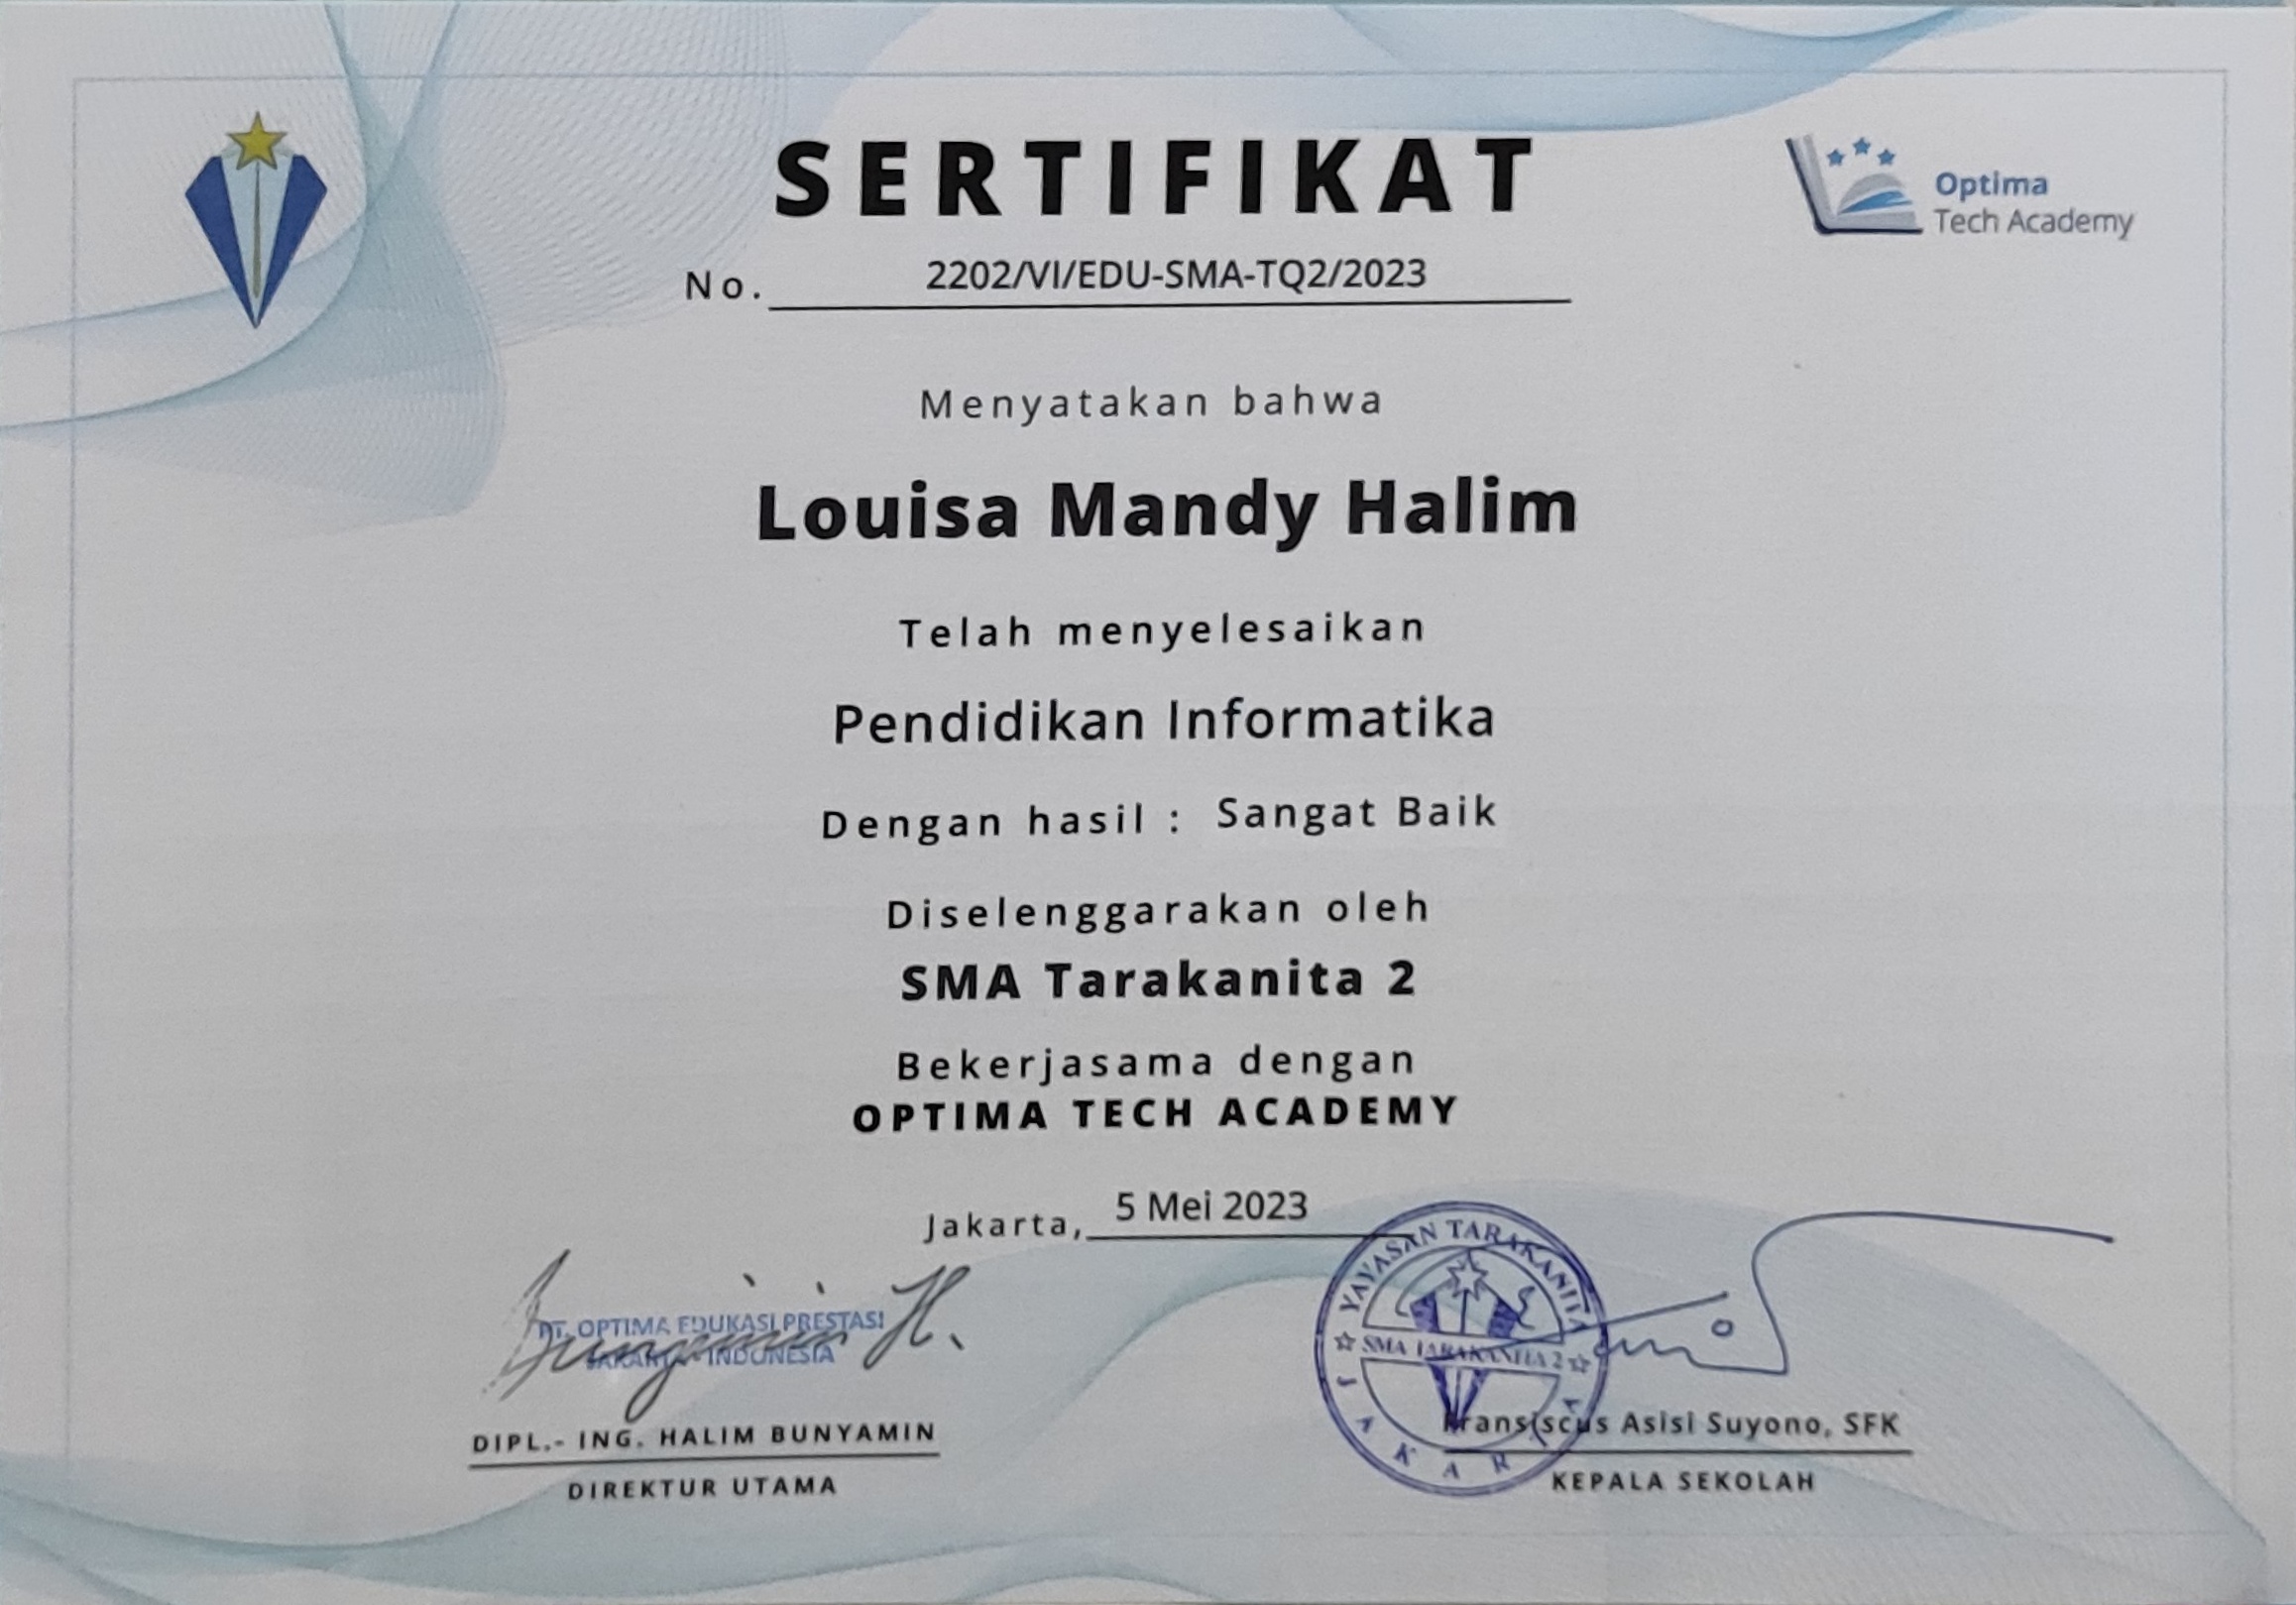 SERTIFIKAT
Optima
Tech Academy
No. 2202/VI/EDU-SMA-TQ2/2023
Menyatakan bahwa
Louisa Mandy Halim
Telah menyelesaikan
Pendidikan Informatika
Dengan hasil : Sangat Baik
Diselenggarakan oleh
SMA Tarakanita 2
Bekerjasama dengan
OPTIMA TECH ACADEMY
Jakarta, 5 Mei 2023
PT. OPTIMA EDUKASI PRESTASI
JAKARTA - INDONESIA
Bunyamin H.
YAYASAN TARAKANITA
SMA TARAKANITA 2
JAKARTA
DIPL.- ING. HALIM BUNYAMIN
DIREKTUR UTAMA
Fransiscus Asisi Suyono, SFK
KEPALA SEKOLAH